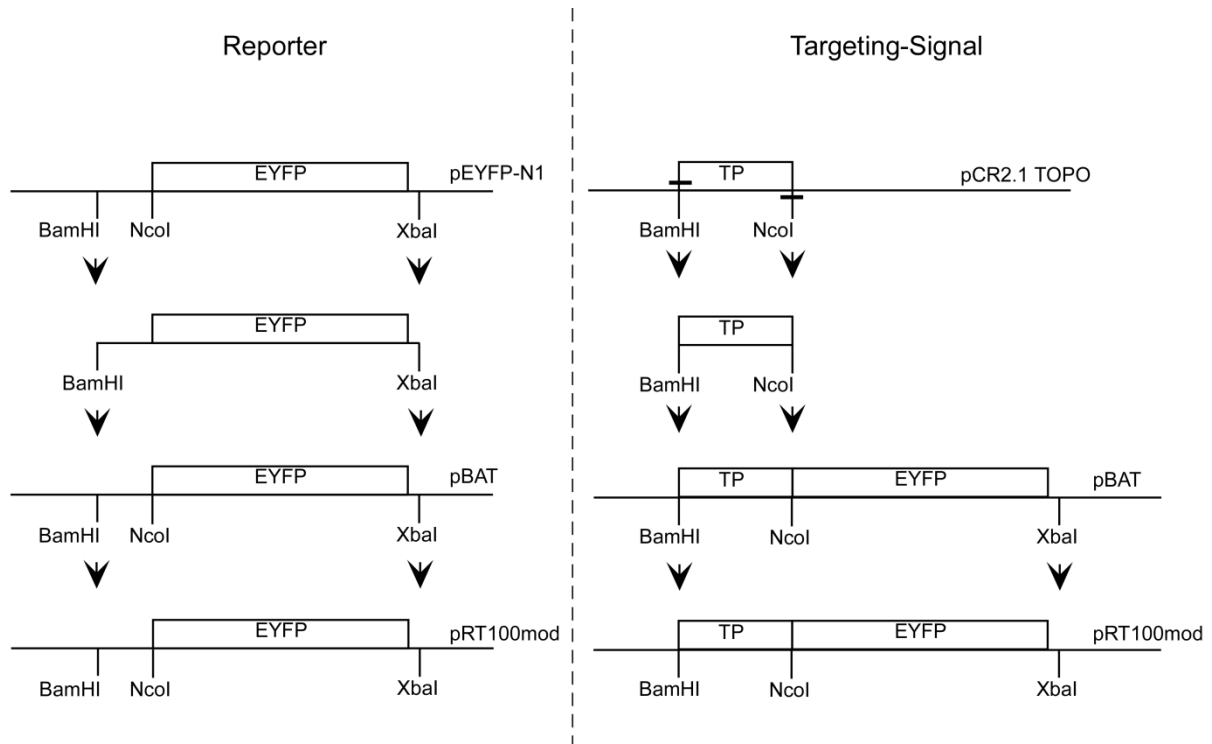 Reporter
EYFP
pEYFP-N1
BamHI NcoI XbaI
EYFP
BamHI XbaI
EYFP
pBAT
BamHI NcoI XbaI
EYFP
pRT100mod
BamHI NcoI XbaI
Targeting-Signal
TP
pCR2.1 TOPO
BamHI NcoI
TP
BamHI NcoI
TP EYFP
pBAT
BamHI NcoI XbaI
TP EYFP
pRT100mod
BamHI NcoI XbaI